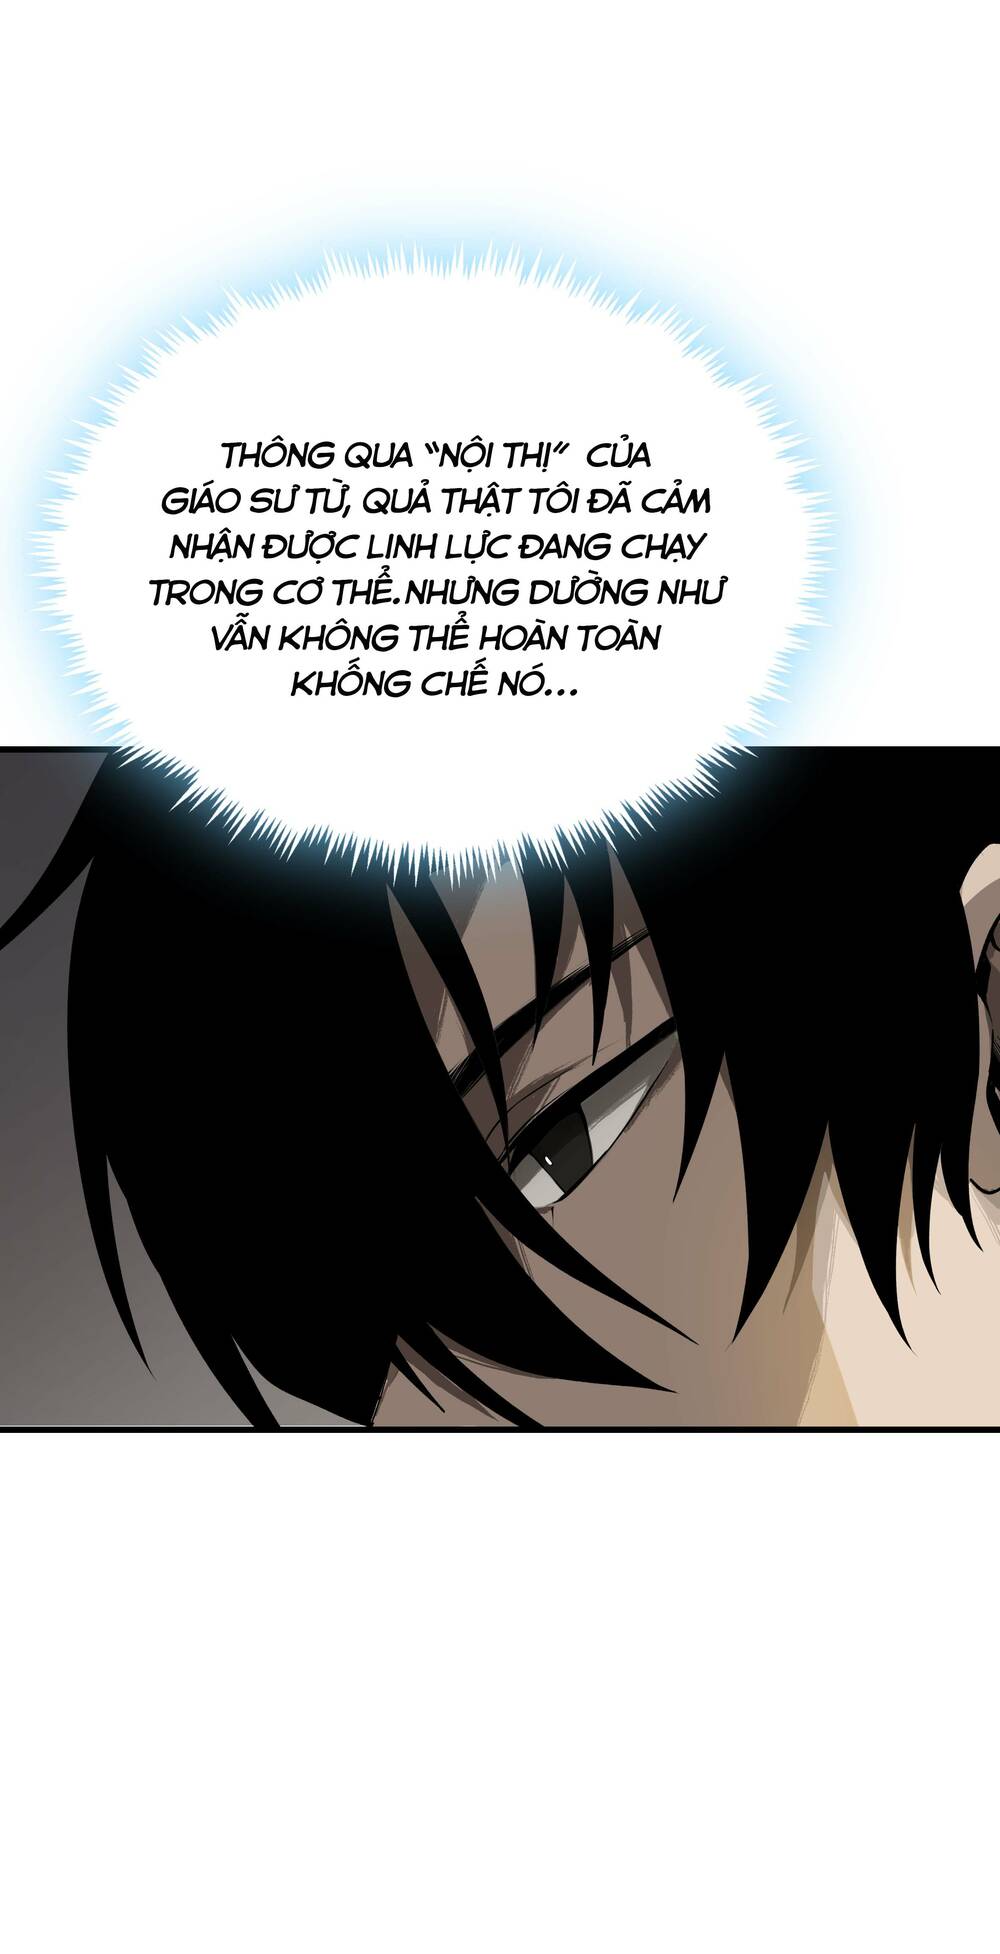 THÔNG QUA “NỘI THỊ” CỦA
GIÁO SƯ TỪ, QUẢ THẬT TÔI ĐÃ CẢM
NHẬN ĐƯỢC LINH LỰC ĐANG CHẠY
TRONG CƠ THỂ.NHƯNG DƯỜNG NHƯ
VẪN KHÔNG THỂ HOÀN TOÀN
KHỐNG CHẾ NÓ...